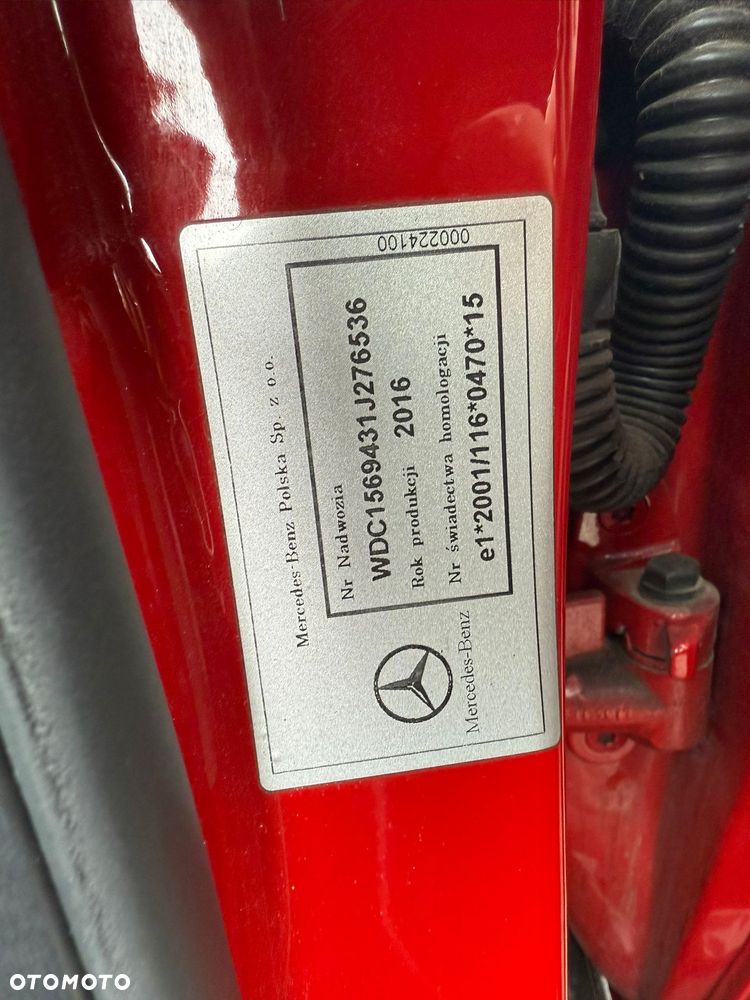 Mercedes Benz Polska Sp. z o.o.
Nr Nadwozia
WDC1569431J276536
Rok produkcji 2016
Nr świadectwa homologacji
e1*2001/116*0470*15
000224100
Mercedes-Benz
OTOMOTO